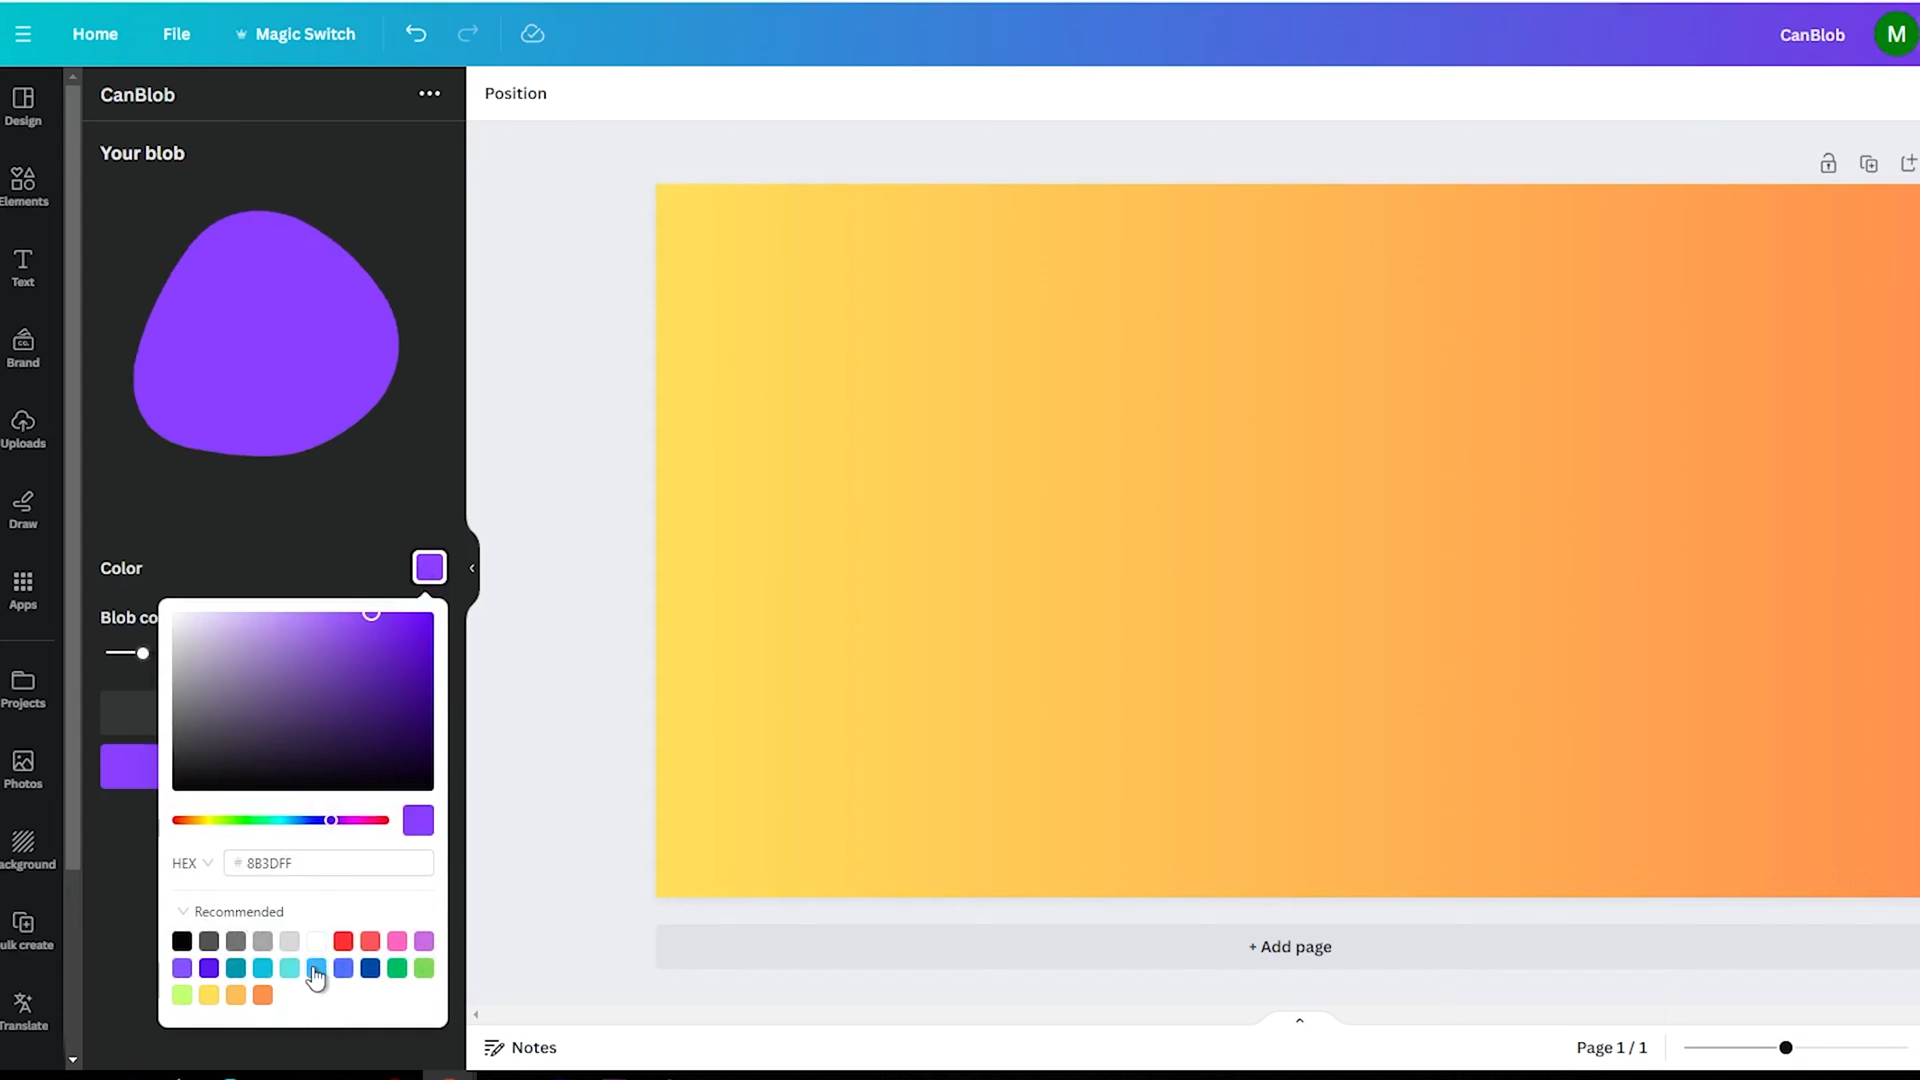 Home
File
Magic Switch
CanBlob
M
Design
Elements
Text
Brand
CO.
Uploads
Draw
Apps
Projects
Photos
ackground
ulk create
Translate
CanBlob
Your blob
Color
Blob co
HEX
# 8B3DFF
Recommended
Position
+ Add page
Notes
Page 1 / 1